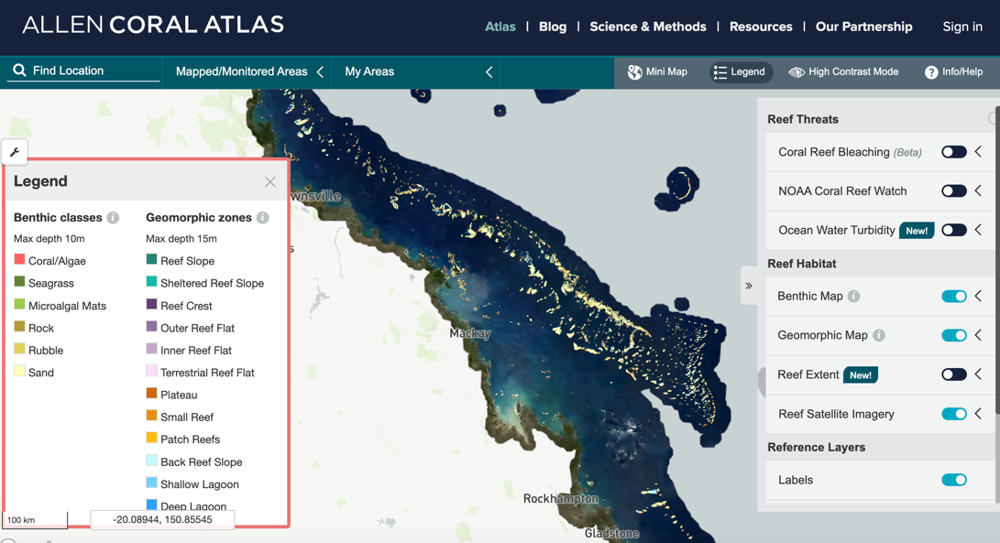 ALLEN CORAL ATLAS
Atlas | Blog | Science & Methods | Resources | Our Partnership Sign in
Find Location Mapped/Monitored Areas My Areas Mini Map Legend High Contrast Mode ? Info/Help
Legend
Benthic classes i
Max depth 10m
Coral/Algae
Seagrass
Microalgal Mats
Rock
Rubble
Sand
Geomorphic zones i
Max depth 15m
Reef Slope
Sheltered Reef Slope
Reef Crest
Outer Reef Flat
Inner Reef Flat
Terrestrial Reef Flat
Plateau
Small Reef
Patch Reefs
Back Reef Slope
Shallow Lagoon
Deep Lagoon
100 km
-20.08944, 150.85545
wnsville
s
Mackay
Rockhampton
Gladstone
»
Reef Threats
Coral Reef Bleaching (Beta)
NOAA Coral Reef Watch
Ocean Water Turbidity New!
Reef Habitat
Benthic Map i
Geomorphic Map i
Reef Extent New!
Reef Satellite Imagery
Reference Layers
Labels